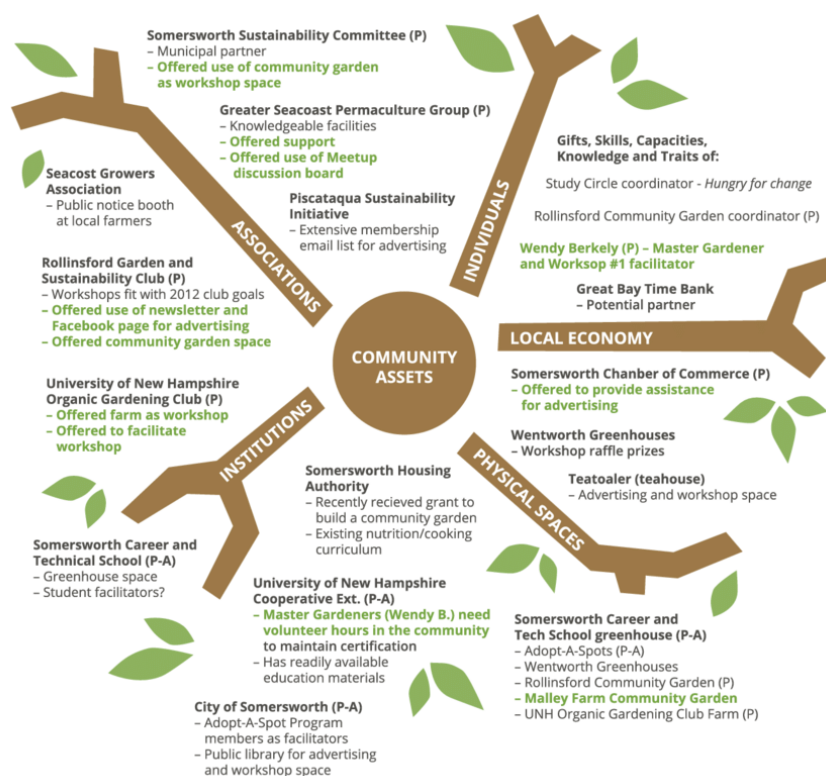 Somersworth Sustainability Committee (P)
– Municipal partner
– Offered use of community garden
as workshop space
Greater Seacoast Permaculture Group (P)
– Knowledgeable facilities
– Offered support
– Offered use of Meetup
discussion board
Seacost Growers
Association
– Public notice booth
at local farmers
Piscataqua Sustainability
Initiative
– Extensive membership
email list for advertising
Rollinsford Garden and
Sustainability Club (P)
– Workshops fit with 2012 club goals
– Offered use of newsletter and
Facebook page for advertising
– Offered community garden space
ASSOCIATIONS
INDIVIDUALS
Gifts, Skills, Capacities,
Knowledge and Traits of:
Study Circle coordinator - Hungry for change
Rollinsford Community Garden coordinator (P)
Wendy Berkely (P) – Master Gardener
and Worksop #1 facilitator
Great Bay Time Bank
– Potential partner
LOCAL ECONOMY
COMMUNITY
ASSETS
Somersworth Chanber of Commerce (P)
– Offered to provide assistance
for advertising
Wentworth Greenhouses
– Workshop raffle prizes
Teatoaler (teahouse)
– Advertising and workshop space
University of New Hampshire
Organic Gardening Club (P)
– Offered farm as workshop
– Offered to facilitate
workshop
INSTITUTIONS
PHYSICAL SPACES
Somersworth Housing
Authority
– Recently recieved grant to
build a community garden
– Existing nutrition/cooking
curriculum
Somersworth Career and
Technical School (P-A)
– Greenhouse space
– Student facilitators?
University of New Hampshire
Cooperative Ext. (P-A)
– Master Gardeners (Wendy B.) need
volunteer hours in the community
to maintain certification
– Has readily available
education materials
City of Somersworth (P-A)
– Adopt-A-Spot Program
members as facilitators
– Public library for advertising
and workshop space
Somersworth Career and
Tech School greenhouse (P-A)
– Adopt-A-Spots (P-A)
– Wentworth Greenhouses
– Rollinsford Community Garden (P)
– Malley Farm Community Garden
– UNH Organic Gardening Club Farm (P)